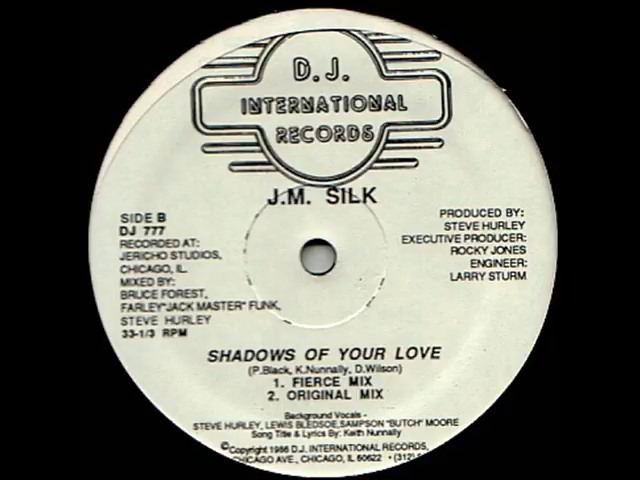 D.J.
INTERNATIONAL
RECORDS
J.M. SILK
SIDE B
DJ 777
RECORDED AT:
JERICHO STUDIOS,
CHICAGO, IL.
MIXED BY:
BRUCE FOREST,
FARLEY"JACK MASTER" FUNK,
STEVE HURLEY
33-1/3 RPM
PRODUCED BY:
STEVE HURLEY
EXECUTIVE PRODUCER:
ROCKY JONES
ENGINEER:
LARRY STURM
SHADOWS OF YOUR LOVE
(P.Black, K.Nunnally, D.Wilson)
1. FIERCE MIX
2. ORIGINAL MIX
Background Vocals -
STEVE HURLEY, LEWIS BLEDSOE, SAMPSON "BUTCH" MOORE
Song Title & Lyrics By: Keith Nunnally
©Copyright 1986 D.J. INTERNATIONAL RECORDS,
CHICAGO AVE., CHICAGO, IL 60622 • (312)